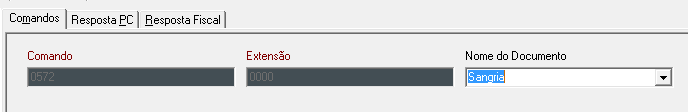 Comandos Resposta PC Resposta Fiscal
Comando Extensão Nome do Documento
0572 0000 Sangria